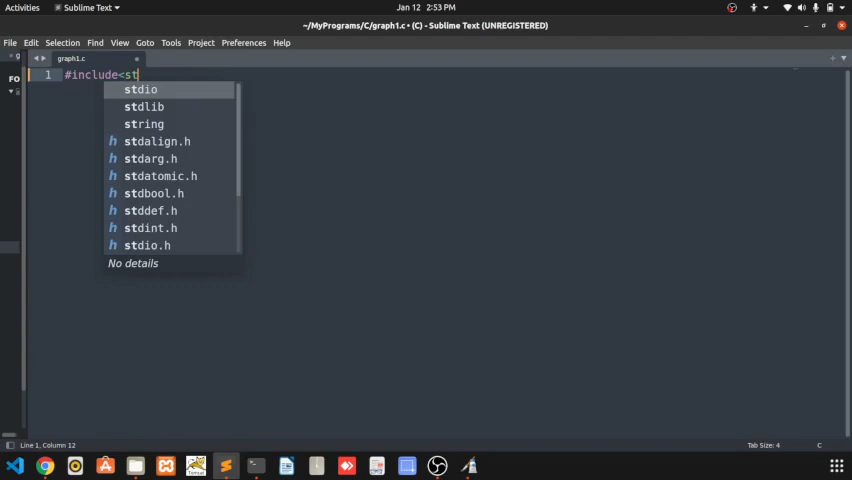 Activities Sublime Text Jan 12 2:53 PM
~/MyPrograms/C/graph1.c • (C) - Sublime Text (UNREGISTERED)
File Edit Selection Find View Goto Tools Project Preferences Help
g graph1.c
FO
1 #include<st
stdio
stdlib
string
h stdalign.h
h stdarg.h
h stdatomic.h
h stdbool.h
h stddef.h
h stdint.h
h stdio.h
No details
Line 1, Column 12 Tab Size: 4 C
Tomcat